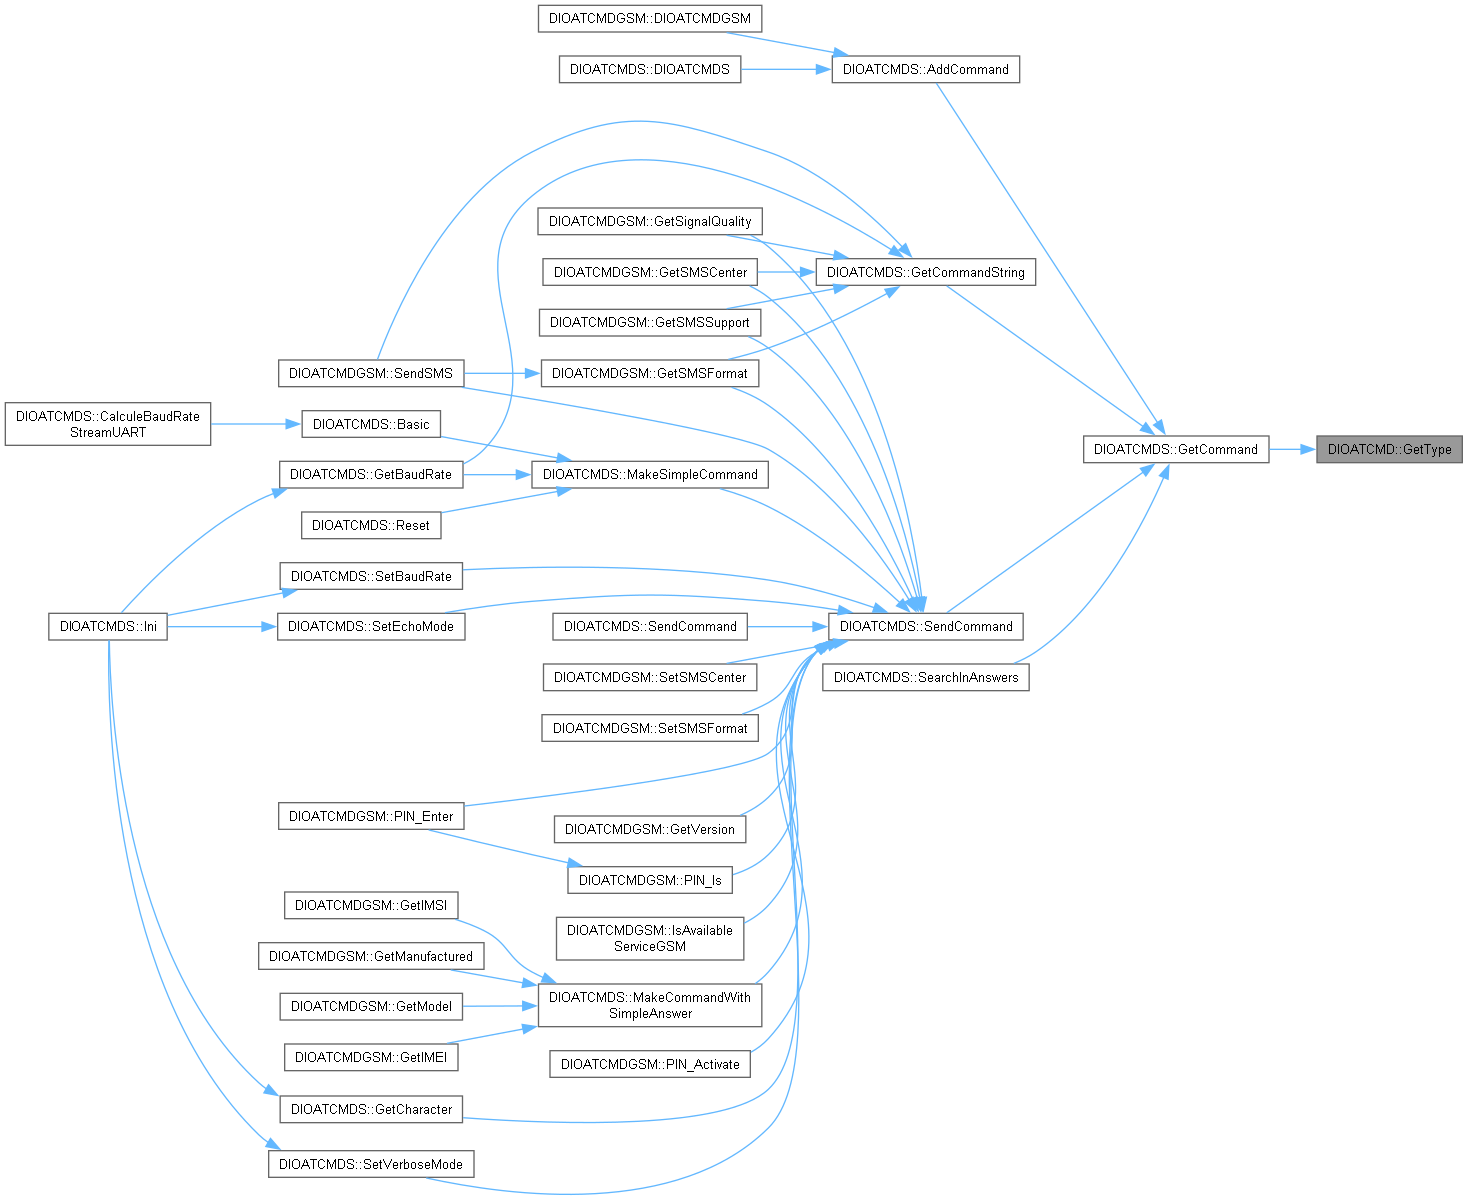 DIOATCMDGSM::DIOATCMDGSM
DIOATCMDS::DIOATCMDS
DIOATCMDS::AddCommand
DIOATCMDGSM::GetSignalQuality
DIOATCMDGSM::GetSMSCenter
DIOATCMDS::GetCommandString
DIOATCMDGSM::GetSMSSupport
DIOATCMDGSM::SendSMS
DIOATCMDGSM::GetSMSFormat
DIOATCMDS::CalculeBaudRate
StreamUART
DIOATCMDS::Basic
DIOATCMDS::GetCommand
DIOATCMD::GetType
DIOATCMDS::GetBaudRate
DIOATCMDS::MakeSimpleCommand
DIOATCMDS::Reset
DIOATCMDS::SetBaudRate
DIOATCMDS::Ini
DIOATCMDS::SetEchoMode
DIOATCMDS::SendCommand
DIOATCMDS::SendCommand
DIOATCMDGSM::SetSMSCenter
DIOATCMDS::SearchInAnswers
DIOATCMDGSM::SetSMSFormat
DIOATCMDGSM::PIN_Enter
DIOATCMDGSM::GetVersion
DIOATCMDGSM::PIN_Is
DIOATCMDGSM::GetIMSI
DIOATCMDGSM::IsAvailable
ServiceGSM
DIOATCMDGSM::GetManufactured
DIOATCMDS::MakeCommandWith
SimpleAnswer
DIOATCMDGSM::GetModel
DIOATCMDGSM::GetIMEI
DIOATCMDGSM::PIN_Activate
DIOATCMDS::GetCharacter
DIOATCMDS::SetVerboseMode